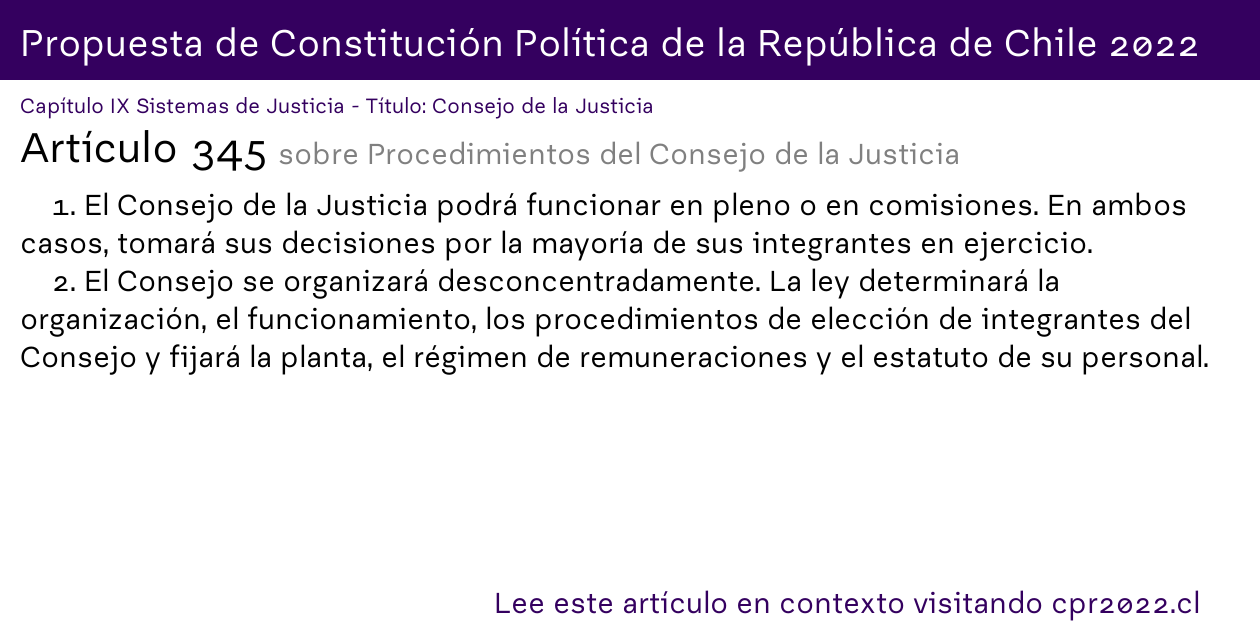 Propuesta de Constitución Política de la República de Chile 2022
Capítulo IX Sistemas de Justicia - Título: Consejo de la Justicia
Artículo 345 sobre Procedimientos del Consejo de la Justicia
1. El Consejo de la Justicia podrá funcionar en pleno o en comisiones. En ambos
casos, tomará sus decisiones por la mayoría de sus integrantes en ejercicio.
2. El Consejo se organizará desconcentradamente. La ley determinará la
organización, el funcionamiento, los procedimientos de elección de integrantes del
Consejo y fijará la planta, el régimen de remuneraciones y el estatuto de su personal.
Lee este artículo en contexto visitando cpr2022.cl